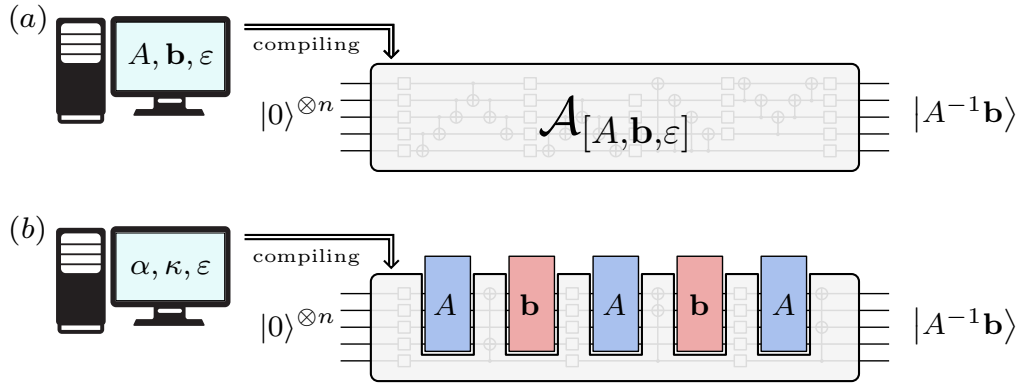 (a)
A, b, ε
compiling
|0⟩^{⊗n}
𝒜_{[A,b,ε]}
|A^{-1}b⟩
(b)
α, κ, ε
compiling
|0⟩^{⊗n}
A b A b A
|A^{-1}b⟩